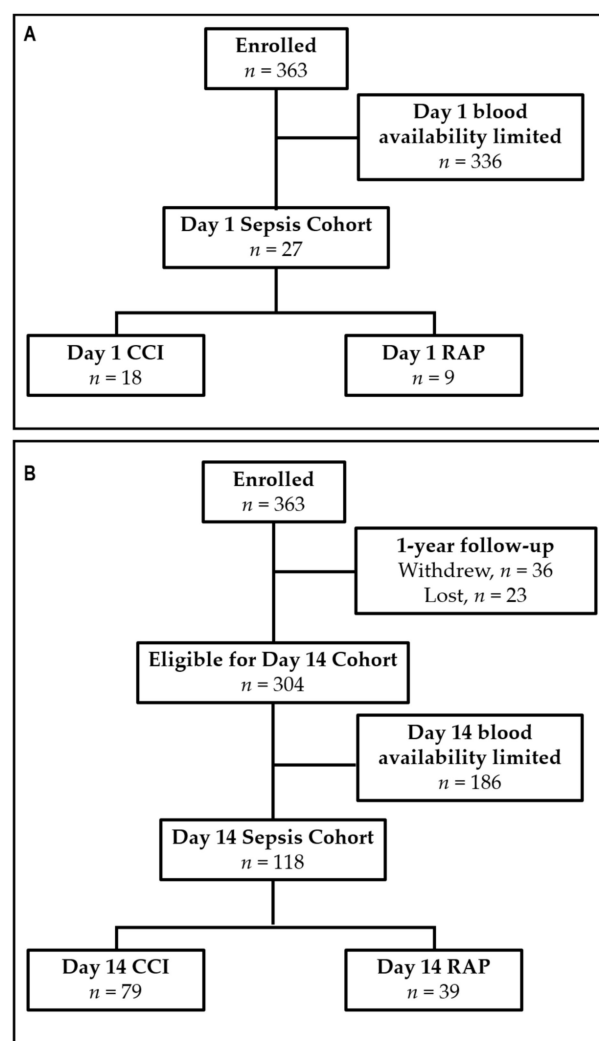 A
Enrolled
n = 363
Day 1 blood
availability limited
n = 336
Day 1 Sepsis Cohort
n = 27
Day 1 CCI
n = 18
Day 1 RAP
n = 9
B
Enrolled
n = 363
1-year follow-up
Withdrew, n = 36
Lost, n = 23
Eligible for Day 14 Cohort
n = 304
Day 14 blood
availability limited
n = 186
Day 14 Sepsis Cohort
n = 118
Day 14 CCI
n = 79
Day 14 RAP
n = 39